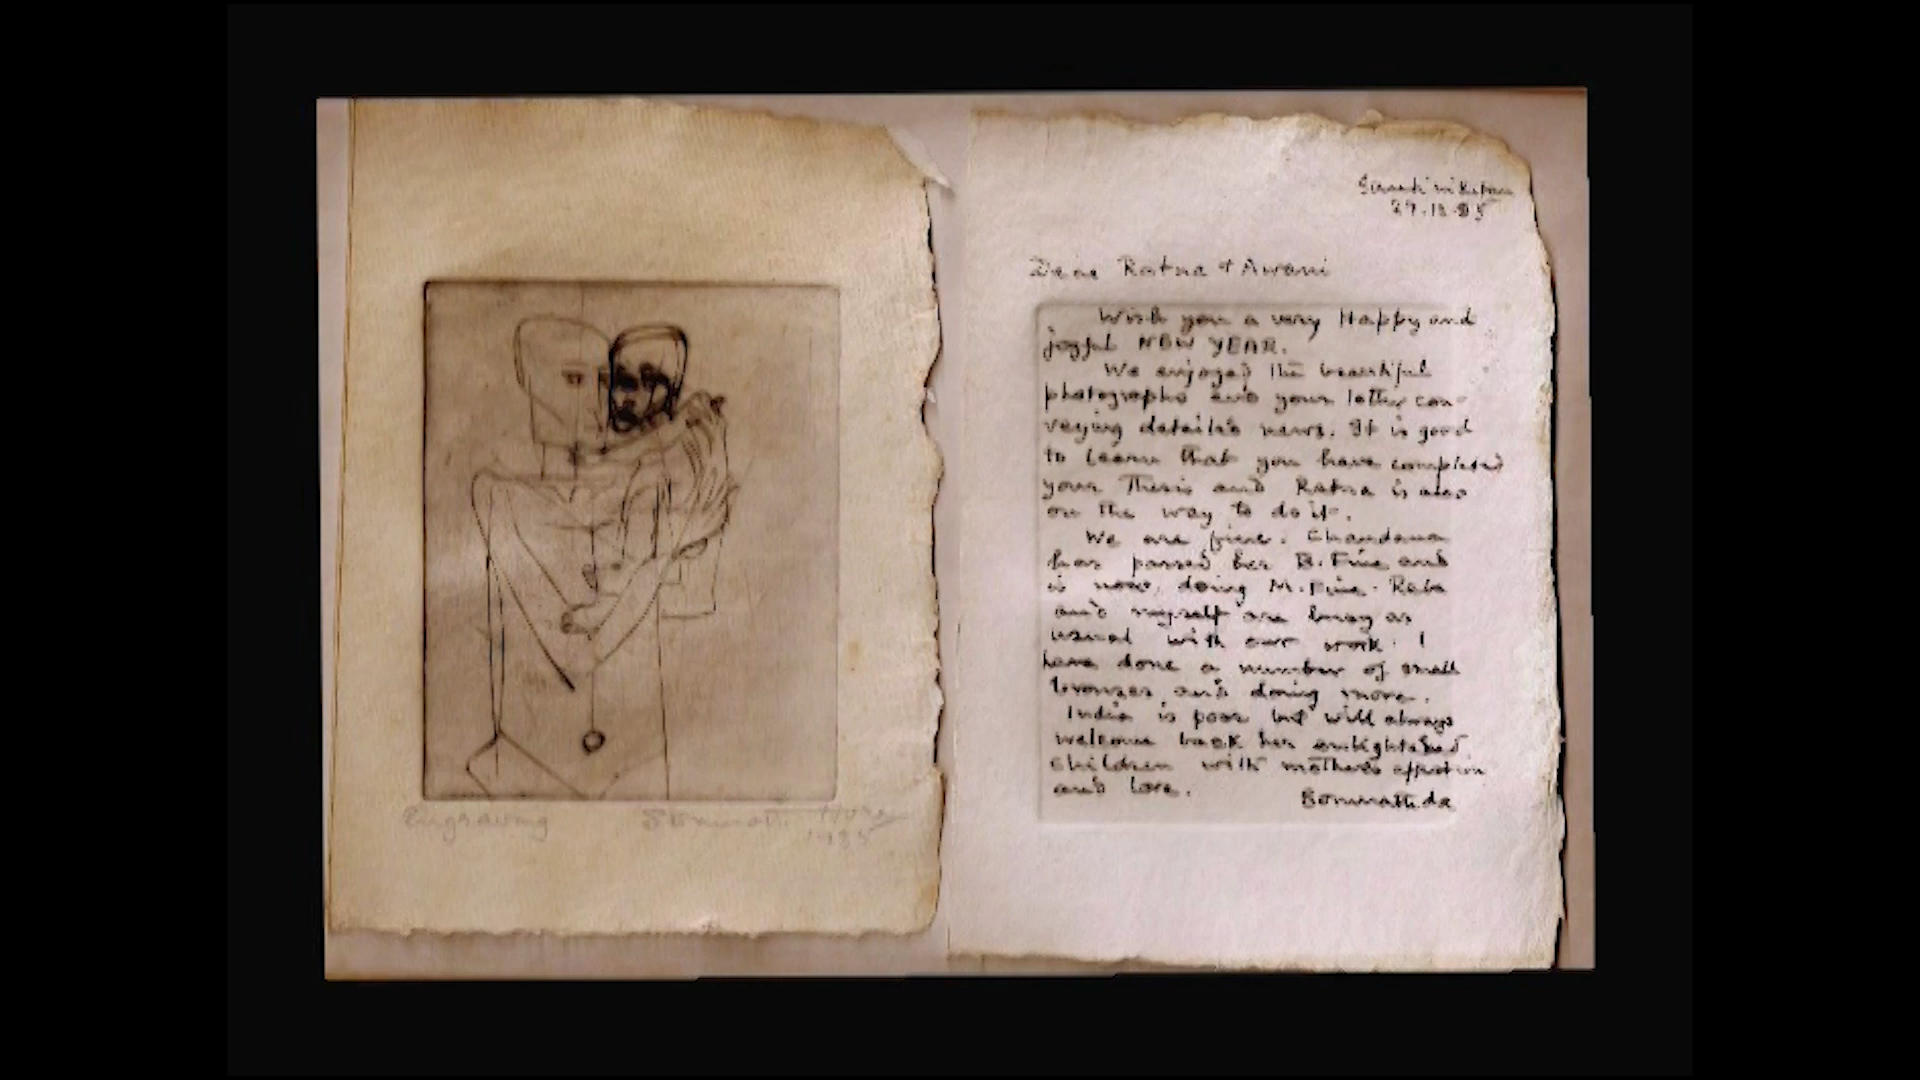 Engraving
Somnath Hore
1985
Santiniketan
29.12.85
Dear Ratna + Awani
Wish you a very Happy and
joyful NEW YEAR.
We enjoyed the beautiful
photographs and your letter con-
veying detailed news. It is good
to learn that you have completed
your Thesis and Ratna is also
on the way to do it.
We are fine. Chandana
has passed her B. Fine and
is now doing M. Fine. Reba
and myself are busy as
usual with our work. I
have done a number of small
bronzes and doing more.
India is poor but will always
welcome back her enlightened
children with mother's affection
and love.
Somnathda